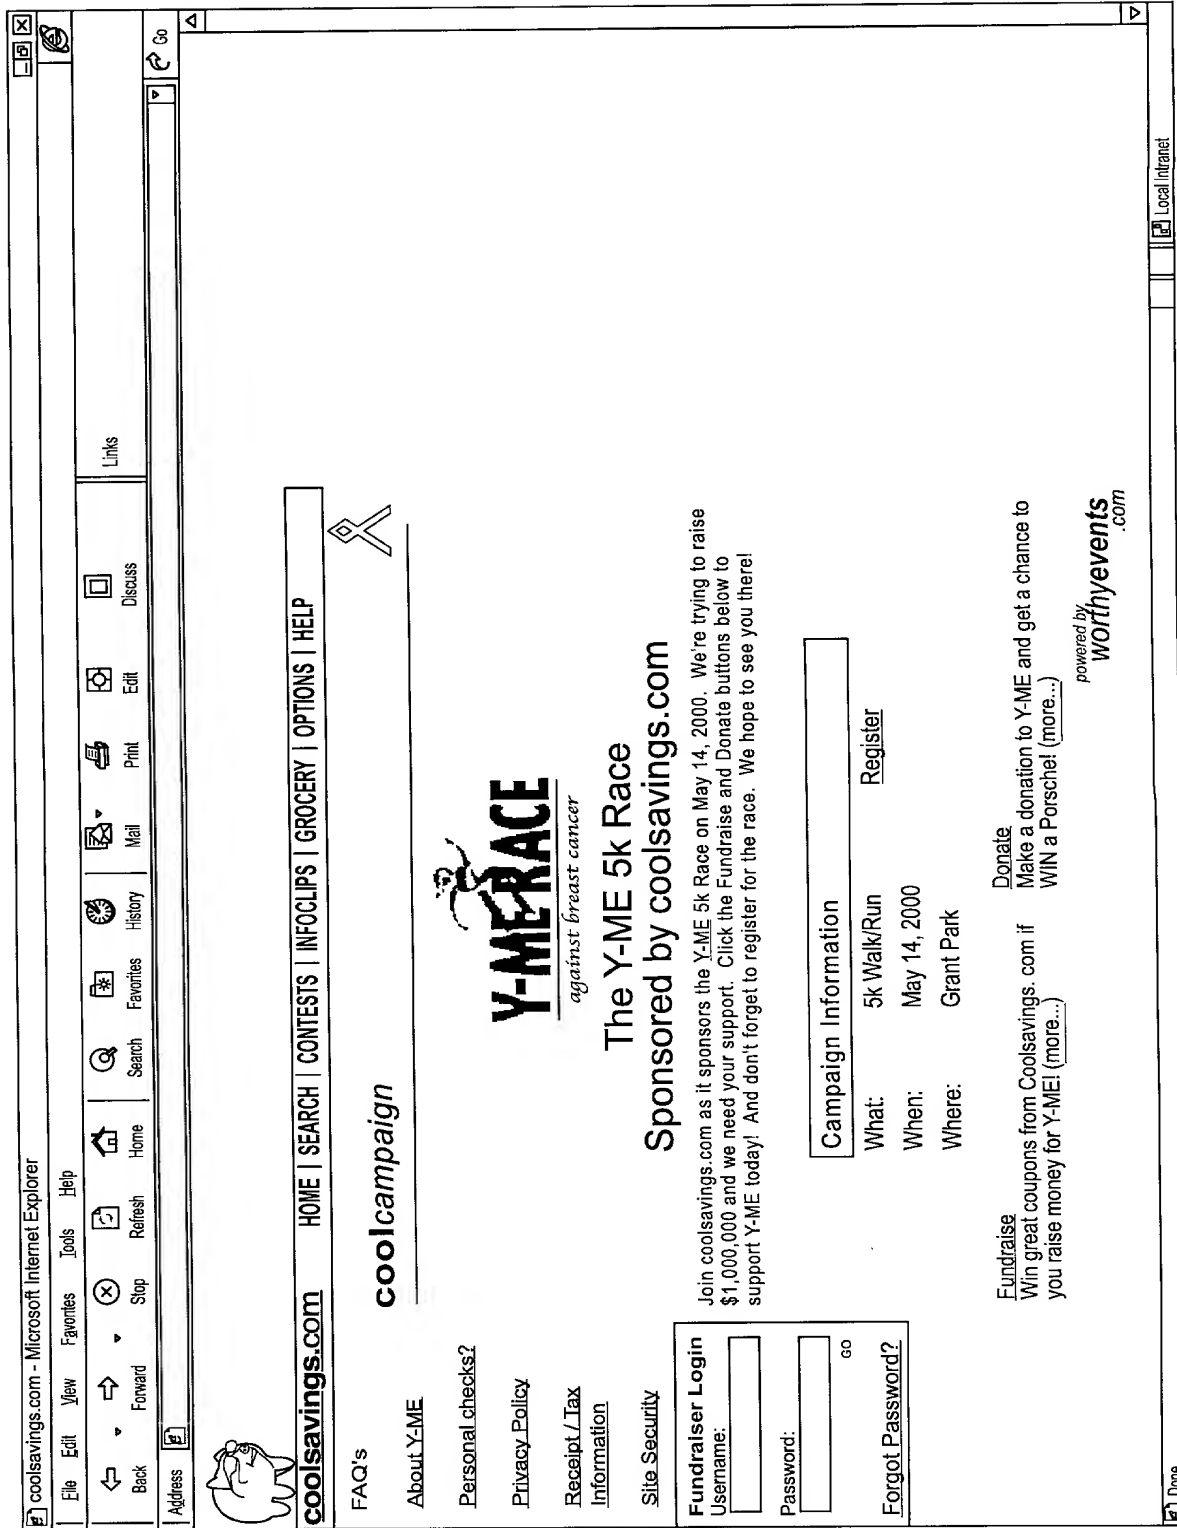 coolsavings.com - Microsoft Internet Explorer
File Edit View Favorites Tools Help
Back Forward Stop Refresh Home Search Favorites History Mail Print Edit Discuss Links
Address Go
coolsavings.com HOME | SEARCH | CONTESTS | INFOCLIPS | GROCERY | OPTIONS | HELP
FAQ's
About Y-ME
Personal checks?
Privacy Policy
Receipt / Tax
Information
Site Security
Fundraiser Login
Username:
Password:
GO
Forgot Password?
coolcampaign
Y-ME RACE
against breast cancer
The Y-ME 5k Race
Sponsored by coolsavings.com
Join coolsavings.com as it sponsors the Y-ME 5k Race on May 14, 2000. We're trying to raise
$1,000,000 and we need your support. Click the Fundraise and Donate buttons below to
support Y-ME today! And don't forget to register for the race. We hope to see you there!
Campaign Information
What: 5k Walk/Run Register
When: May 14, 2000
Where: Grant Park
Fundraise
Win great coupons from Coolsavings. com if
you raise money for Y-ME! (more...)
Donate
Make a donation to Y-ME and get a chance to
WIN a Porsche! (more...)
powered by
worthyevents
.com
Done Local Intranet